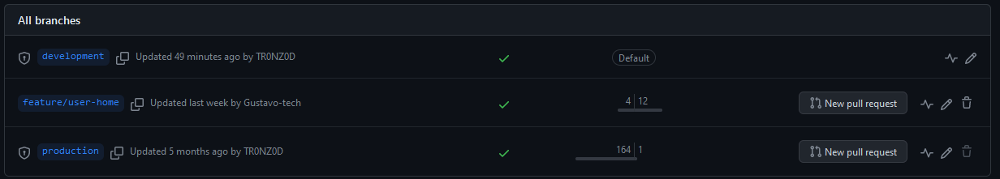 All branches
development Updated 49 minutes ago by TR0NZ0D Default
feature/user-home Updated last week by Gustavo-tech 4 12 New pull request
production Updated 5 months ago by TR0NZ0D 164 1 New pull request